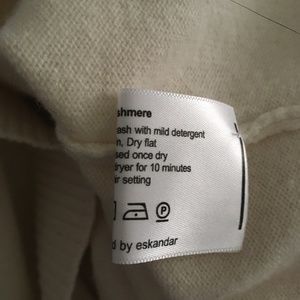 shmere
ash with mild detergent
n, Dry flat
sed once dry
dryer for 10 minutes
ir setting
P
d by eskandar